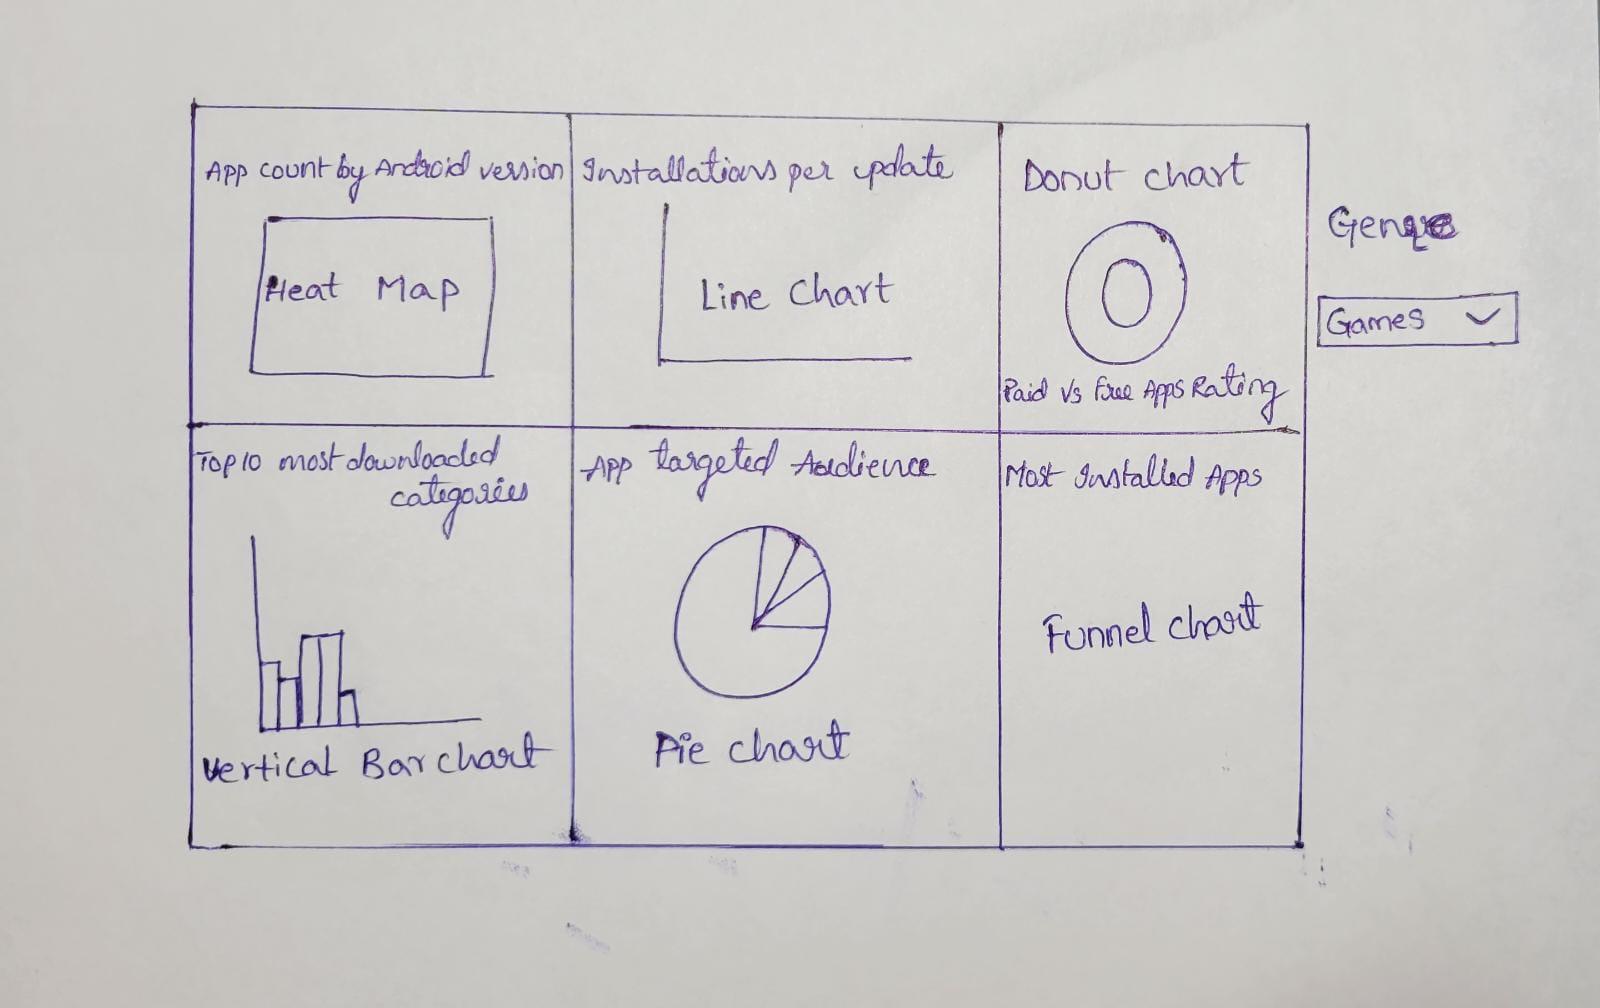 App count by Android version
Heat Map
Installations per update
Line Chart
Donut chart
Paid Vs Free Apps Rating
Genre
Games
Top 10 most downloaded
categories
Vertical Bar chart
App targeted Audience
Pie chart
Most Installed Apps
Funnel chart